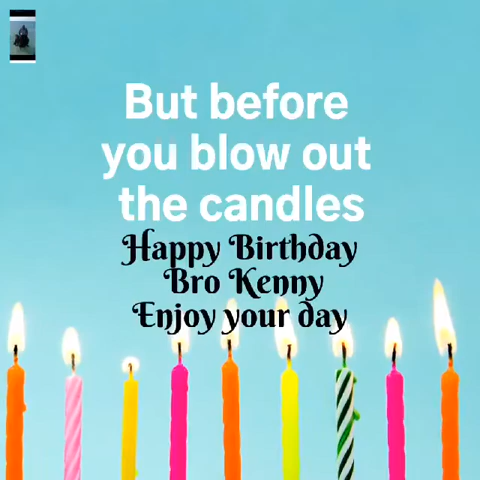 But before
you blow out
the candles
Happy Birthday
Bro Kenny
Enjoy your day